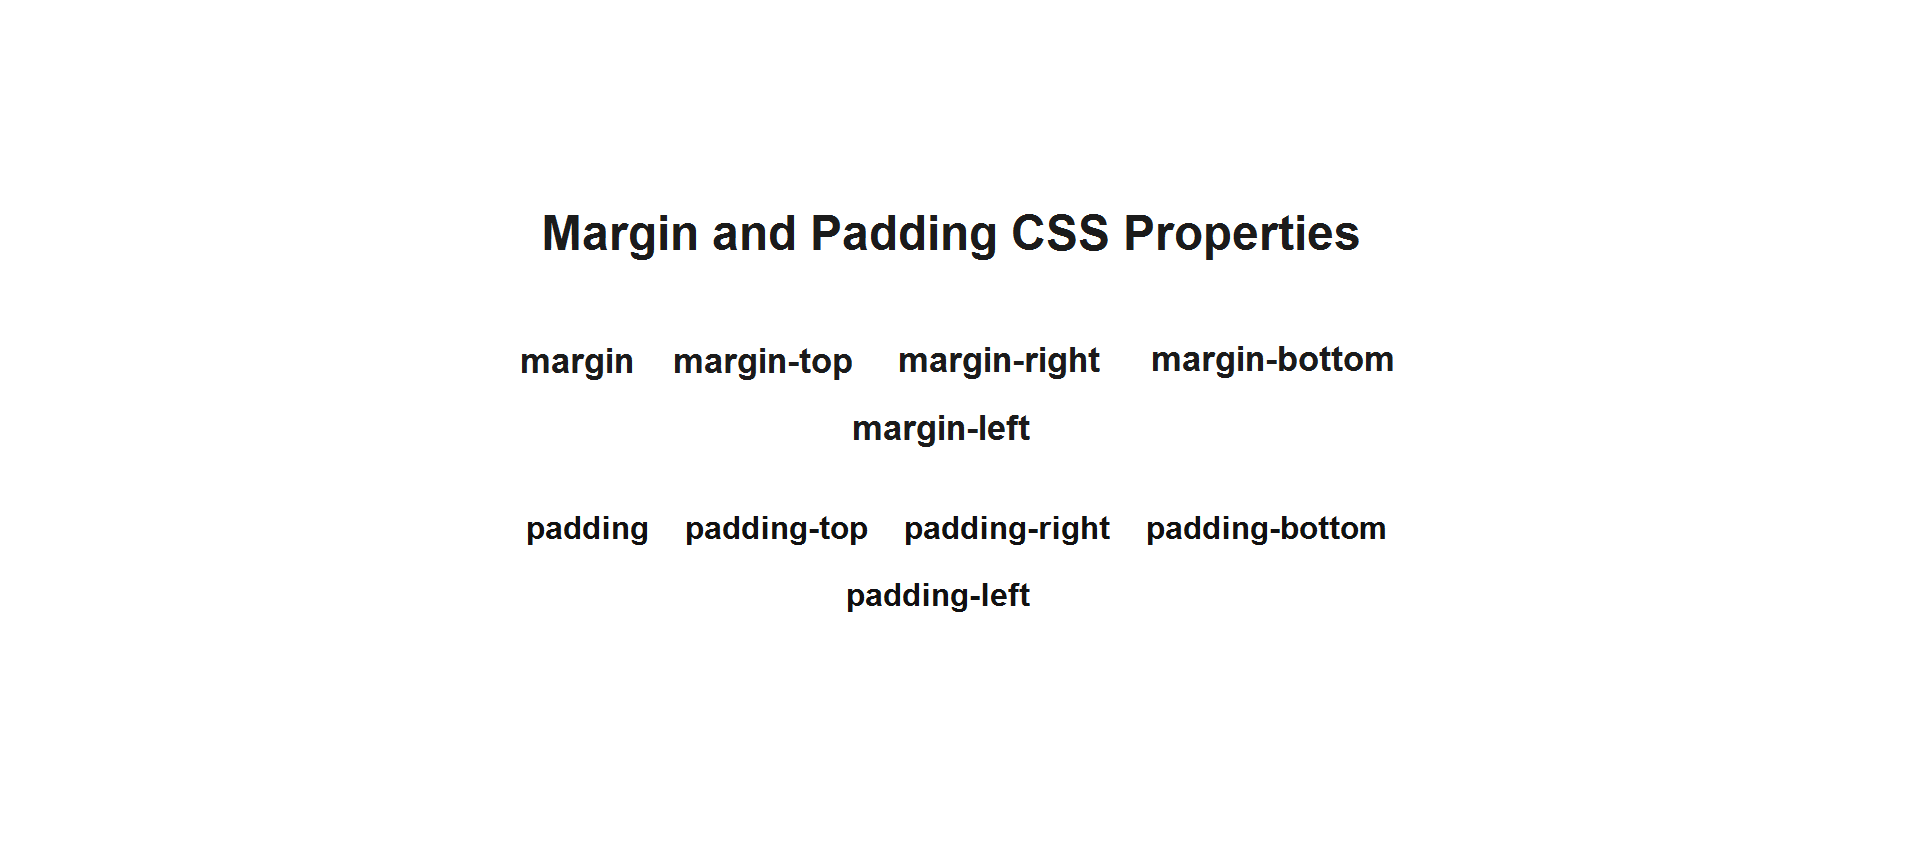 Margin and Padding CSS Properties
margin margin-top margin-right margin-bottom
margin-left
padding padding-top padding-right padding-bottom
padding-left